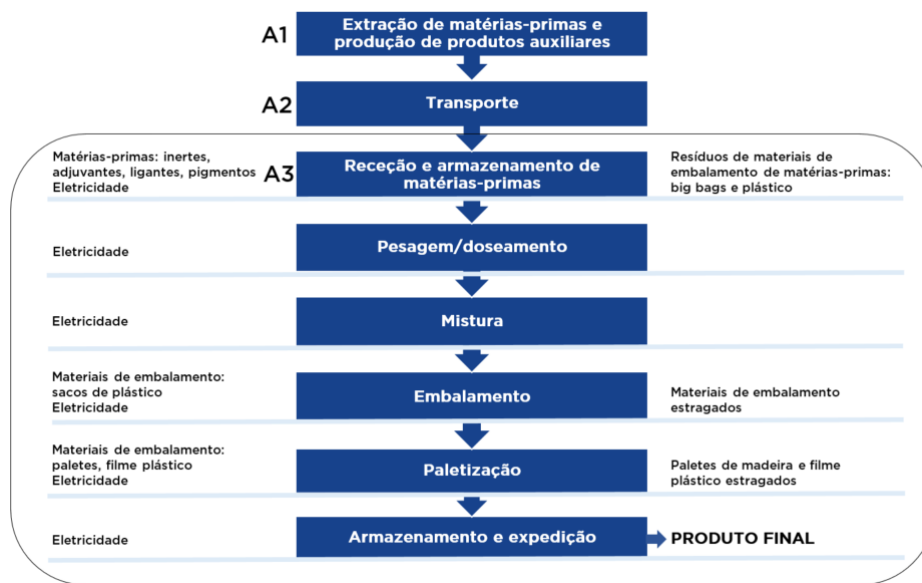 A1
Extração de matérias-primas e
produção de produtos auxiliares
A2
Transporte
Matérias-primas: inertes,
adjuvantes, ligantes, pigmentos
Eletricidade
A3
Receção e armazenamento de
matérias-primas
Resíduos de materiais de
embalamento de matérias-primas:
big bags e plástico
Eletricidade
Pesagem/doseamento
Eletricidade
Mistura
Materiais de embalamento:
sacos de plástico
Eletricidade
Embalamento
Materiais de embalamento
estragados
Materiais de embalamento:
paletes, filme plástico
Eletricidade
Paletização
Paletes de madeira e filme
plástico estragados
Eletricidade
Armazenamento e expedição
PRODUTO FINAL